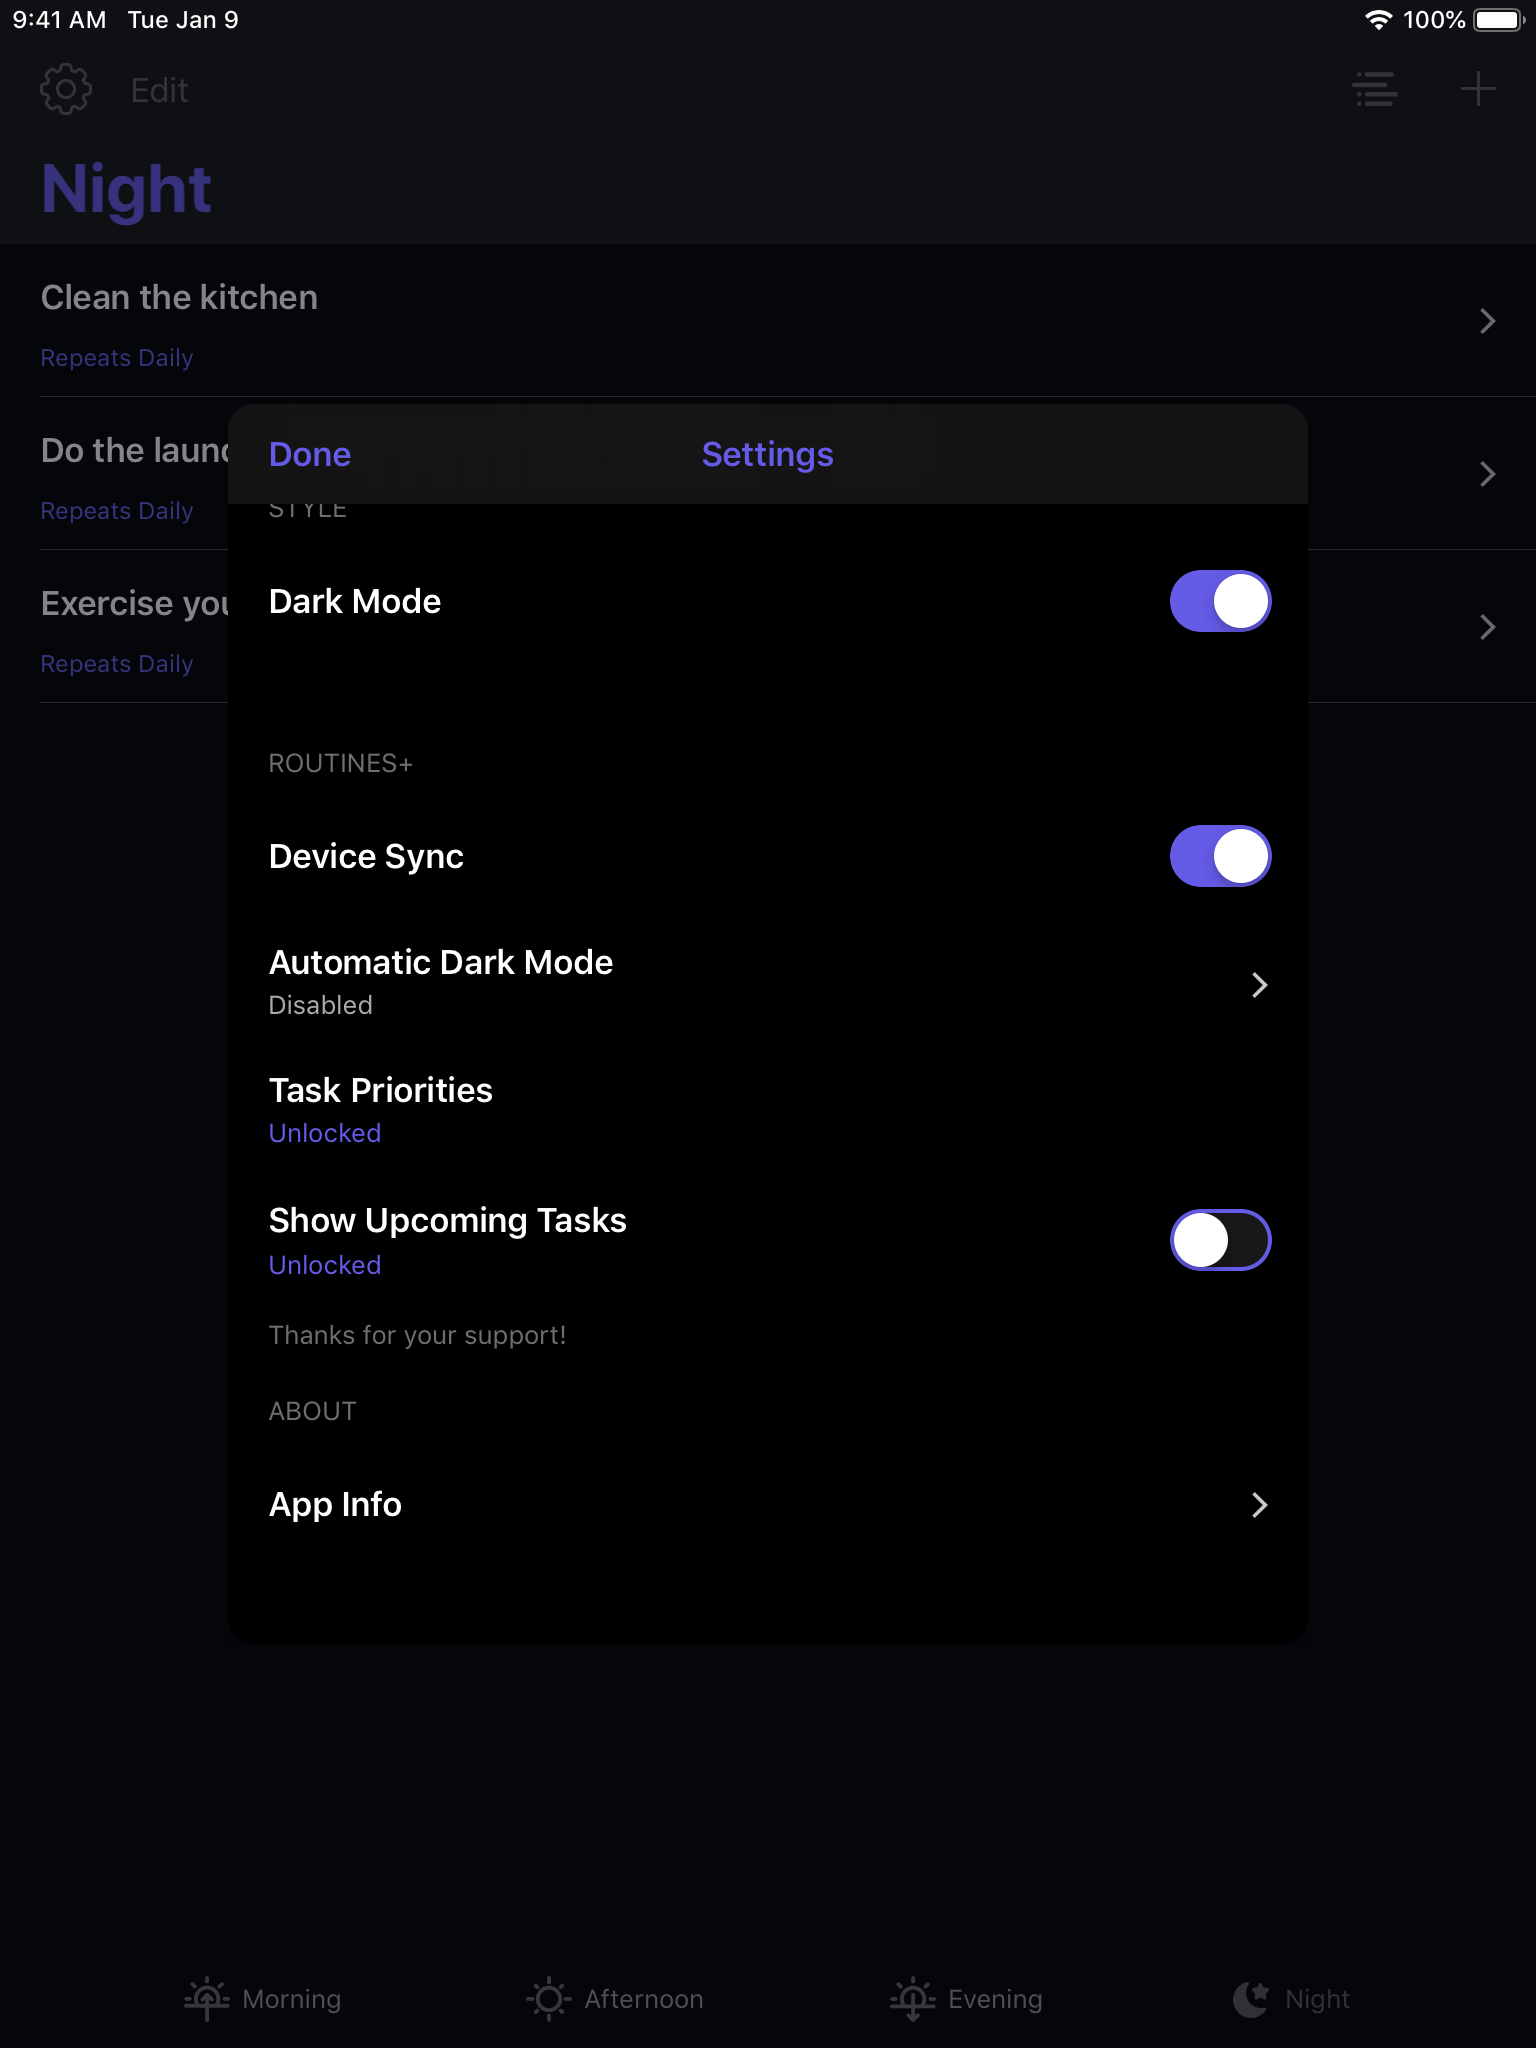 9:41 AM Tue Jan 9
100%
Edit
Night
Clean the kitchen
Repeats Daily
Do the
Repeats Daily
Exercise
Repeats Daily
Done
Settings
STYLE
Dark Mode
ROUTINES+
Device Sync
Automatic Dark Mode
Disabled
Task Priorities
Unlocked
Show Upcoming Tasks
Unlocked
Thanks for your support!
ABOUT
App Info
Morning
Afternoon
Evening
Night